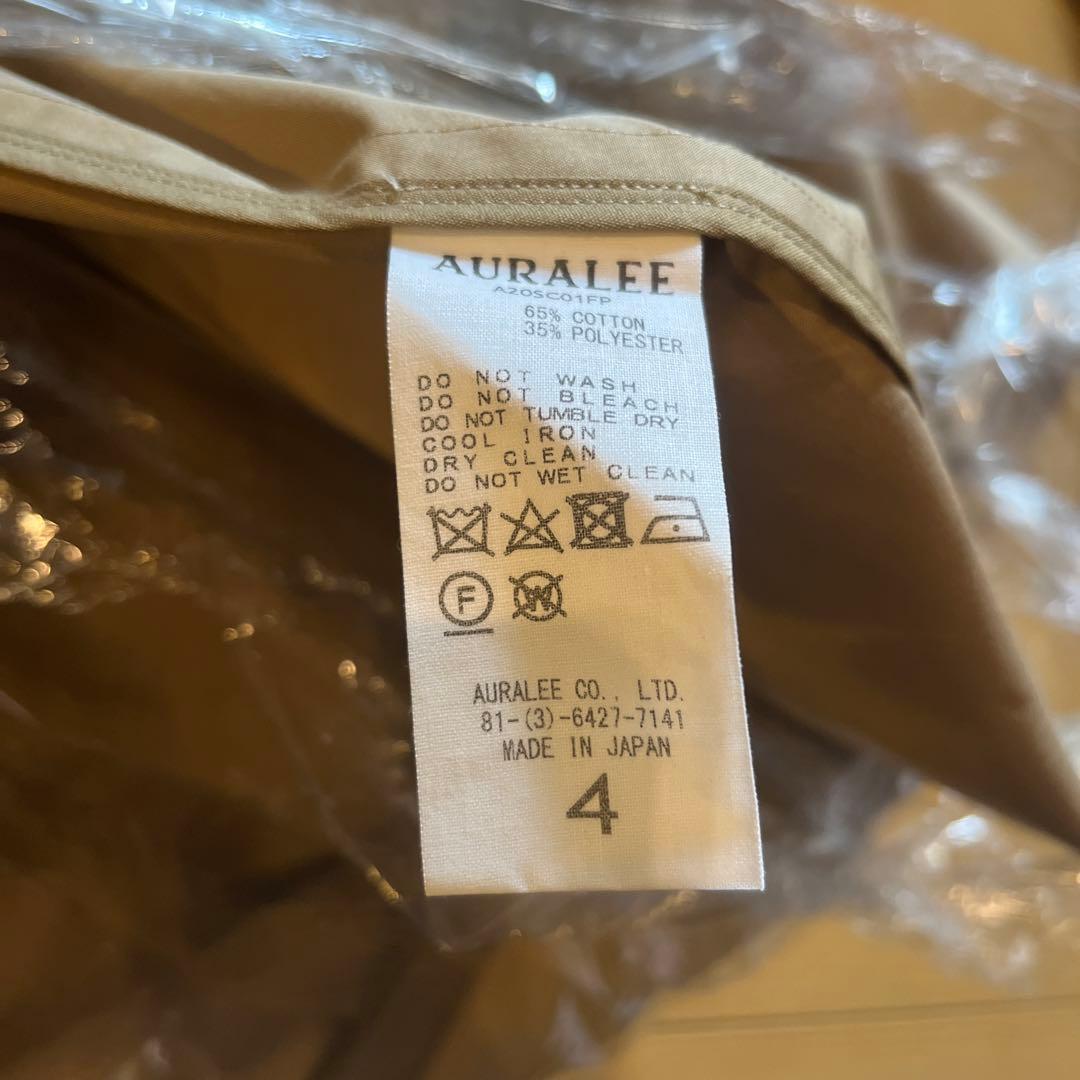 AURALEE
A20SC01FP
65% COTTON
35% POLYESTER
DO NOT WASH
DO NOT BLEACH
DO NOT TUMBLE DRY
COOL IRON
DRY CLEAN
DO NOT WET CLEAN
F W
AURALEE CO., LTD.
81-(3)-6427-7141
MADE IN JAPAN
4